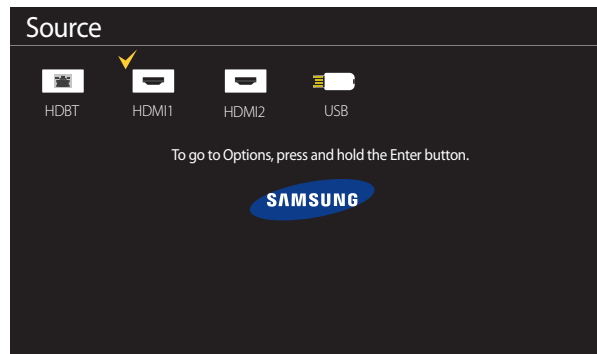 Source
HDBT HDMI1 HDMI2 USB
To go to Options, press and hold the Enter button.
SAMSUNG